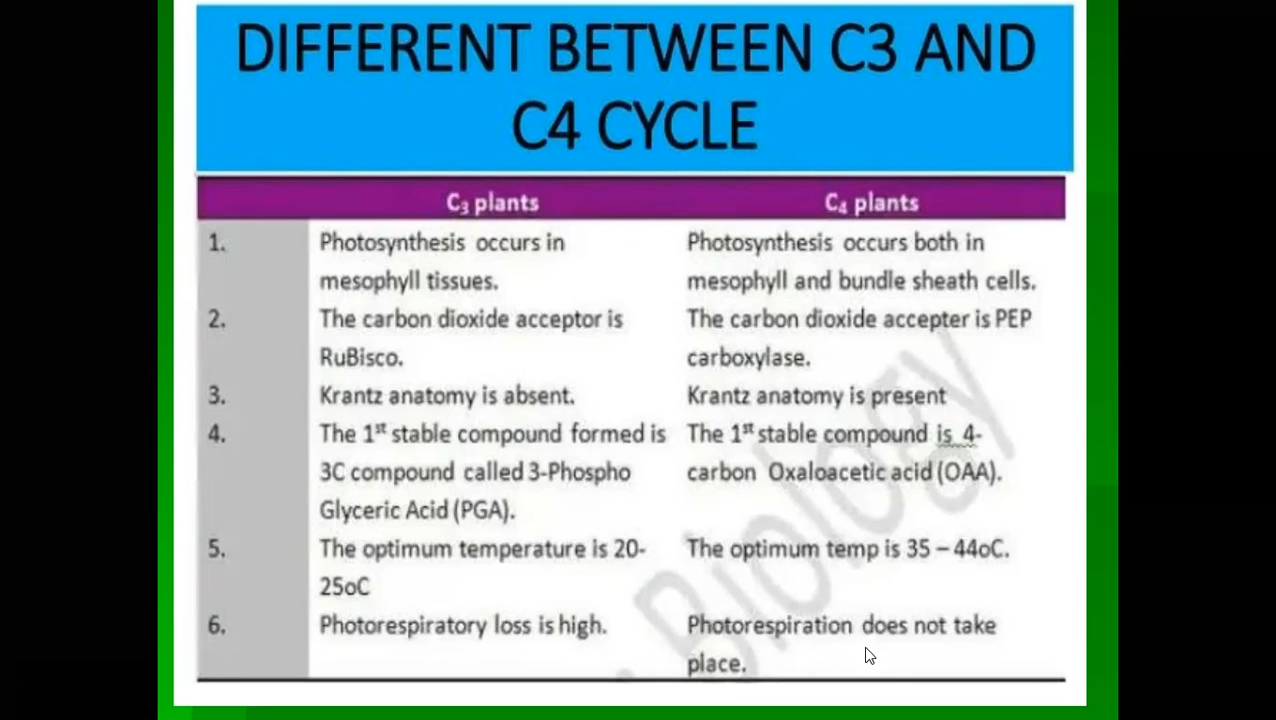 DIFFERENT BETWEEN C3 AND
C4 CYCLE
C3 plants C4 plants
1. Photosynthesis occurs in Photosynthesis occurs both in
mesophyll tissues. mesophyll and bundle sheath cells.
2. The carbon dioxide acceptor is The carbon dioxide accepter is PEP
RuBisco. carboxylase.
3. Krantz anatomy is absent. Krantz anatomy is present
4. The 1st stable compound formed is The 1st stable compound is 4-
3C compound called 3-Phospho carbon Oxaloacetic acid (OAA).
Glyceric Acid (PGA).
5. The optimum temperature is 20- The optimum temp is 35 – 44oC.
25oC
6. Photorespiratory loss is high. Photorespiration does not take
place.
Biology